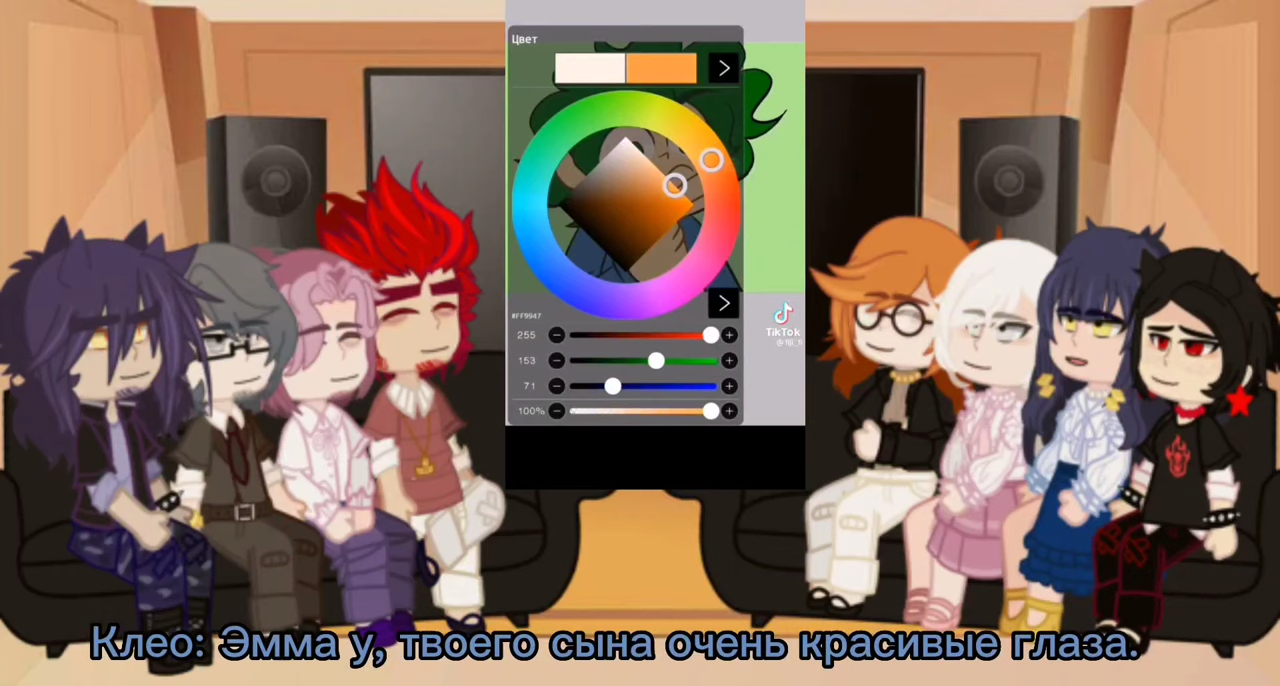 Цвет
#FF9947
255
153
71
100%
TikTok
Клео: Эмма у, твоего сына очень красивые глаза.